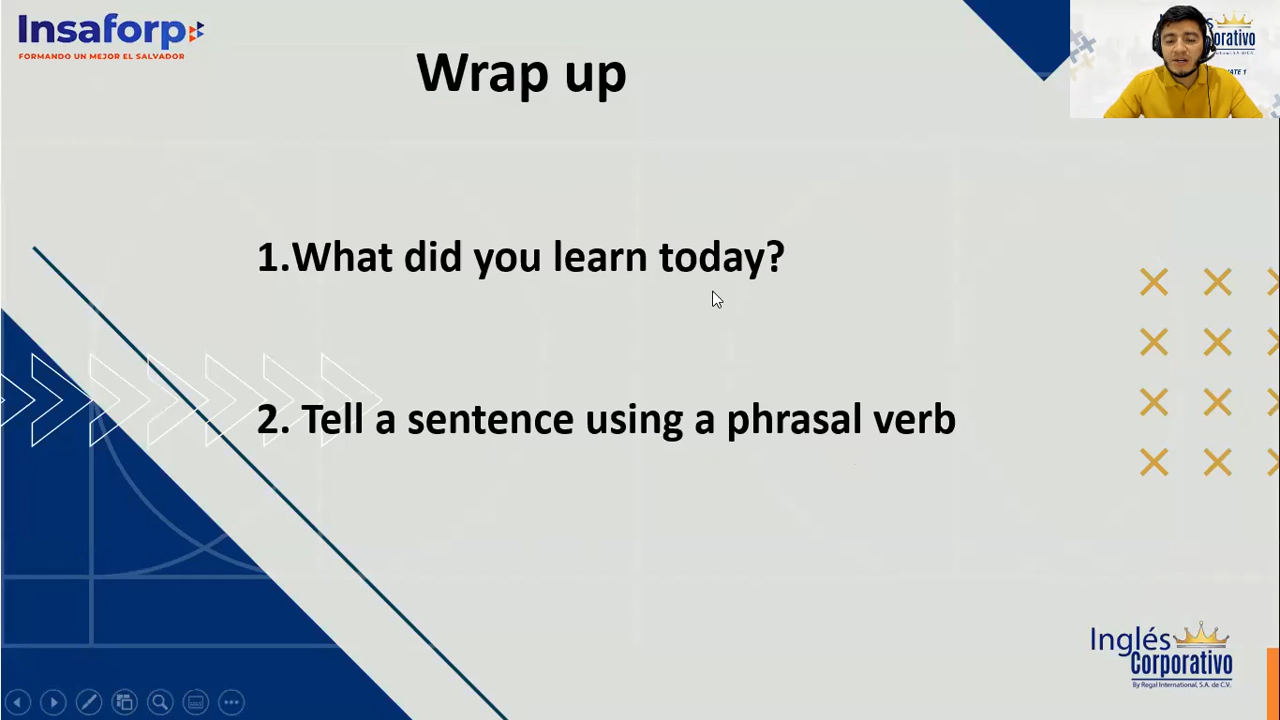 Insaforp
FORMANDO UN MEJOR EL SALVADOR
Wrap up
1.What did you learn today?
2. Tell a sentence using a phrasal verb
Inglés
Corporativo
By Regal International, S.A. de C.V.